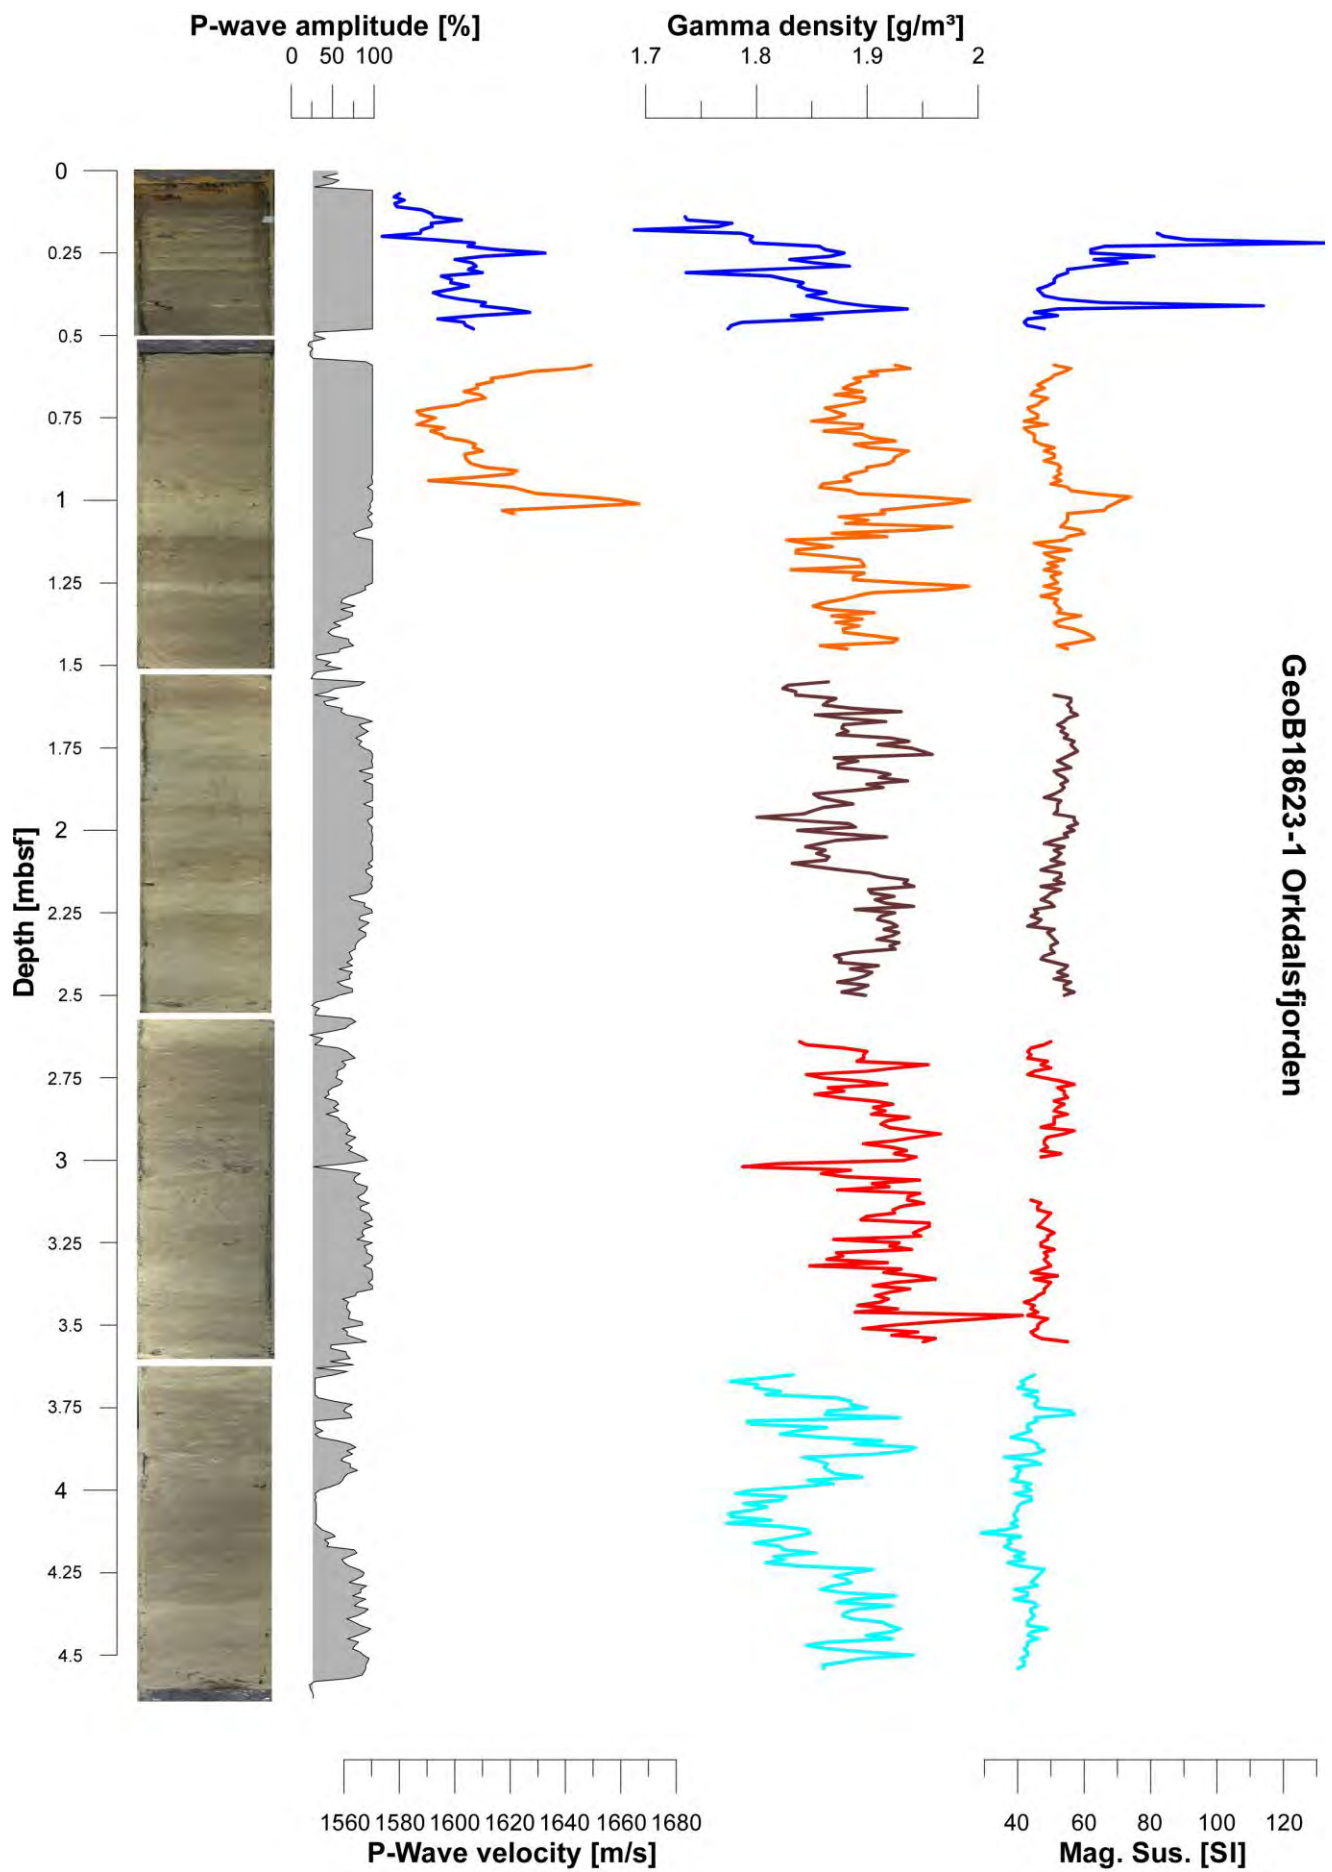 P-wave amplitude [%]
0 50 100
Gamma density [g/m³]
1.7 1.8 1.9 2
0
0.25
0.5
0.75
1
1.25
1.5
1.75
2
2.25
2.5
2.75
3
3.25
3.5
3.75
4
4.25
4.5
Depth [mbsf]
GeoB18623-1 Orkdalsfjorden
1560 1580 1600 1620 1640 1660 1680
P-Wave velocity [m/s]
40 60 80 100 120
Mag. Sus. [SI]